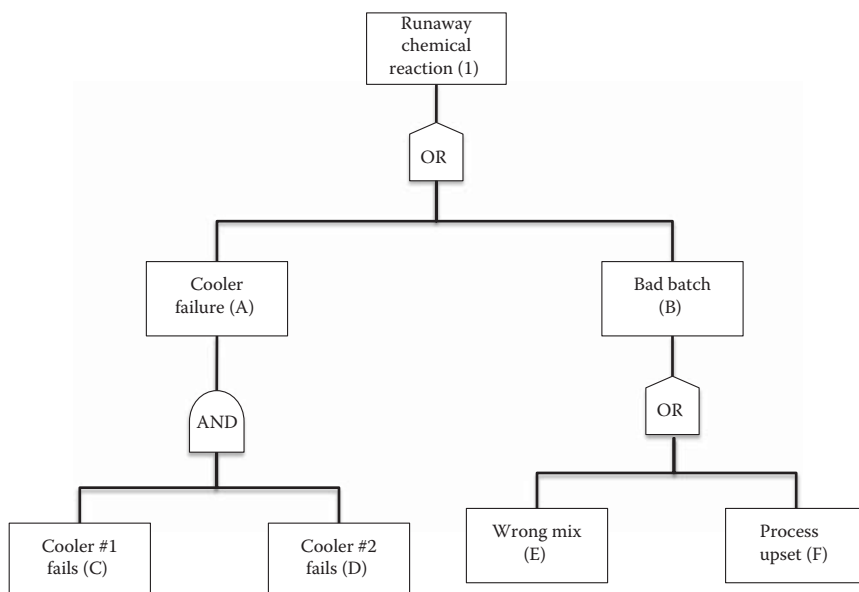 Runaway
chemical
reaction (1)
OR
Cooler
failure (A)
Bad batch
(B)
AND
OR
Cooler #1
fails (C)
Cooler #2
fails (D)
Wrong mix
(E)
Process
upset (F)